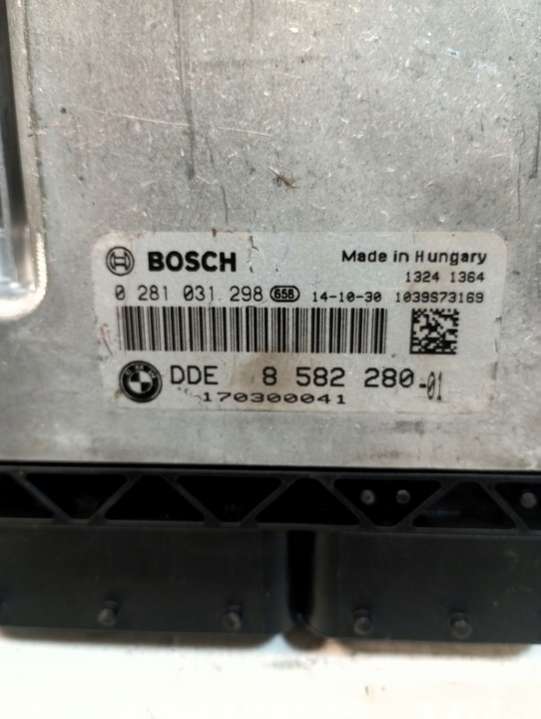 BOSCH
Made in Hungary
1324 1364
0 281 031 298 656 14-10-30 1039S73169
DDE 8 582 280-01
170300041